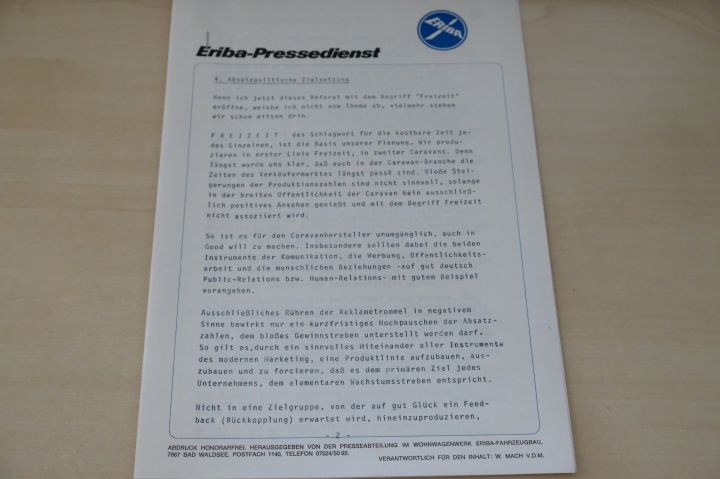 ERIBA
Eriba-Pressedienst
4. Absatzpolitische Zielsetzung
Wenn ich jetzt dieses Referat mit dem Begriff "Freizeit"
eröffne, weiche ich nicht vom Thema ab, vielmehr stehen
wir schon mitten drin.
F R E I Z E I T - das Schlagwort für die kostbare Zeit je-
des Einzelnen, ist die Basis unserer Planung. Wir produ-
zieren in erster Linie Freizeit, in zweiter Caravans. Denn
längst wurde uns klar, daß auch in der Caravan-Branche die
Zeiten des Verkäufermarktes längst passé sind. Bloße Stei-
gerungen der Produktionszahlen sind nicht sinnvoll, solange
in der breiten Öffentlichkeit der Caravan kein ausschließ-
lich positives Ansehen genießt und mit dem Begriff Freizeit
nicht assoziiert wird.
So ist es für den Caravanhersteller unumgänglich, auch in
Good will zu machen. Insbesondere sollten dabei die beiden
Instrumente der Komunikation, die Werbung, Öffentlichkeits-
arbeit und die menschlichen Beziehungen -auf gut deutsch
Public-Relations bzw. Human-Relations- mit gutem Beispiel
vorangehen.
Ausschließliches Rühren der Reklametrommel in negativem
Sinne bewirkt nur ein kurzfristiges Hochpauschen der Absatz-
zahlen, dem bloßes Gewinnstreben unterstellt werden darf.
So gilt es,durch ein sinnvolles Miteinander aller Instrumente
des modernen Marketing, eine Produktlinie aufzubauen, aus-
zubauen und zu forcieren, daß es dem primären Ziel jedes
Unternehmens, dem elementaren Wachstumsstreben entspricht.
Nicht in eine Zielgruppe, von der auf gut Glück ein Feed-
back (Rückkopplung) erwartet wird, hineinzuproduzieren,
- 2 -
ABDRUCK HONORARFREI. HERAUSGEGEBEN VON DER PRESSEABTEILUNG IM WOHNWAGENWERK ERIBA-FAHRZEUGBAU,
7967 BAD WALDSEE, POSTFACH 1140, TELEFON 07524/50 93.
VERANTWORTLICH FÜR DEN INHALT: W. MACH V.D.M.